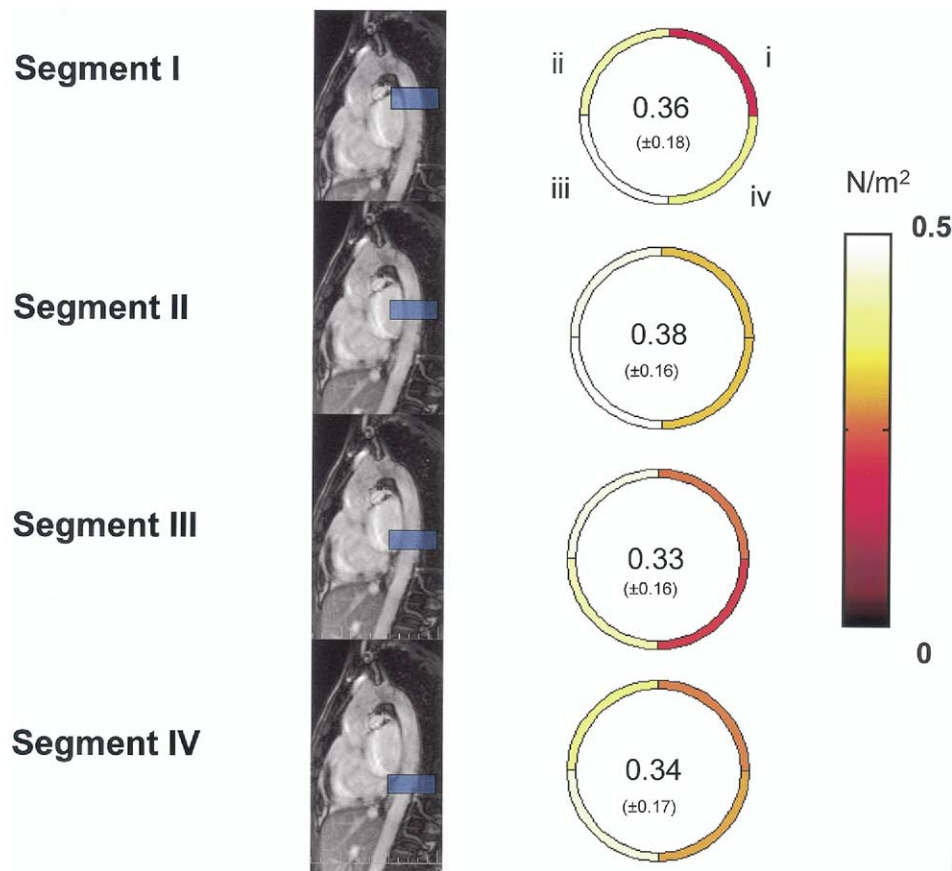 Segment I
ii
i
0.36
(±0.18)
iii
iv
N/m²
0.5
Segment II
0.38
(±0.16)
Segment III
0.33
(±0.16)
0
Segment IV
0.34
(±0.17)